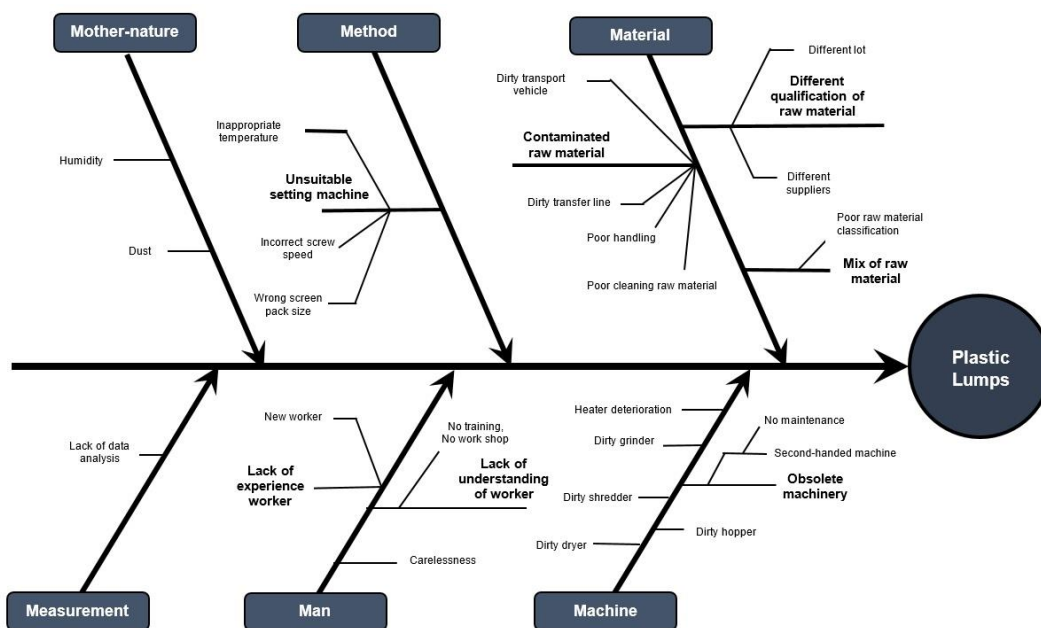 Mother-nature
Method
Material
Different lot
Dirty transport
vehicle
Different
qualification of
raw material
Inappropriate
temperature
Contaminated
raw material
Humidity
Unsuitable
setting machine
Different
suppliers
Dirty transfer line
Poor raw material
classification
Poor handling
Dust
Incorrect screw
speed
Mix of raw
material
Poor cleaning raw material
Wrong screen
pack size
Plastic
Lumps
Heater deterioration
New worker
No training,
No work shop
No maintenance
Lack of data
analysis
Dirty grinder
Second-handed machine
Lack of
experience
worker
Lack of
understanding
of worker
Obsolete
machinery
Dirty shredder
Dirty hopper
Dirty dryer
Carelessness
Measurement
Man
Machine